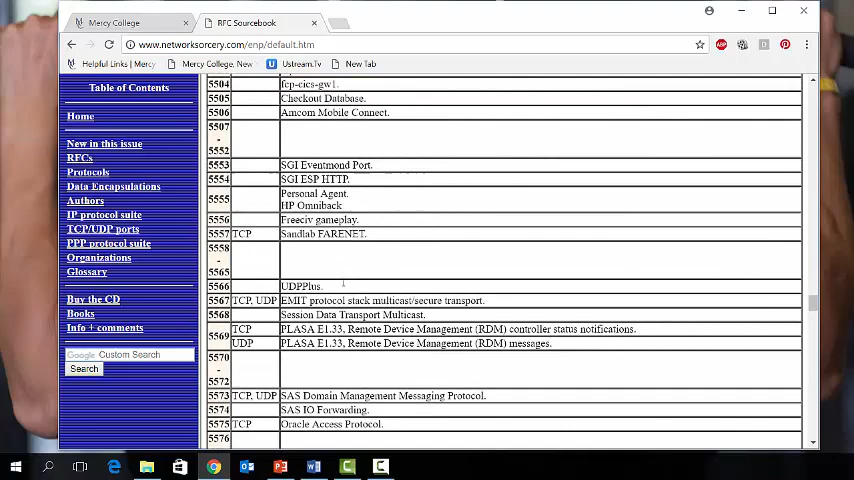 Mercy College
RFC Sourcebook
www.networksorcery.com/enp/default.htm
ABP
Helpful Links | Mercy
Mercy College, New
Ustream.Tv
New Tab
Table of Contents
Home
New in this issue
RFCs
Protocols
Data Encapsulations
Authors
IP protocol suite
TCP/UDP ports
PPP protocol suite
Organizations
Glossary
Buy the CD
Books
Info + comments
Google Custom Search
Search
5504 fcp-cics-gw1.
5505 Checkout Database.
5506 Amcom Mobile Connect.
5507
-
5552
5553 SGI Eventmond Port.
5554 SGI ESP HTTP.
5555 Personal Agent.
HP Omniback
5556 Freeciv gameplay.
5557 TCP Sandlab FARENET.
5558
-
5565
5566 UDPPlus.
5567 TCP, UDP EMIT protocol stack multicast/secure transport.
5568 Session Data Transport Multicast.
5569 TCP PLASA E1.33, Remote Device Management (RDM) controller status notifications.
UDP PLASA E1.33, Remote Device Management (RDM) messages.
5570
-
5572
5573 TCP, UDP SAS Domain Management Messaging Protocol.
5574 SAS IO Forwarding.
5575 TCP Oracle Access Protocol.
5576